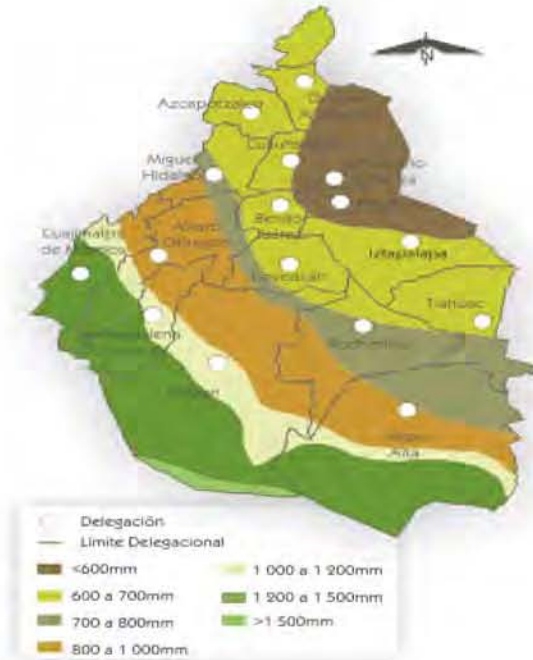 N
Azcapotzalco
Miguel
Hidalgo
Benito
Juárez
Cuajimalpa
de Morelos
Alvaro
Obregón
Iztapalapa
Coyoacán
Tláhuac
Xochimilco
Milpa
Alta
Delegación
Límite Delegacional
<600mm
600 a 700mm
700 a 800mm
800 a 1 000mm
1 000 a 1 200mm
1 200 a 1 500mm
>1 500mm